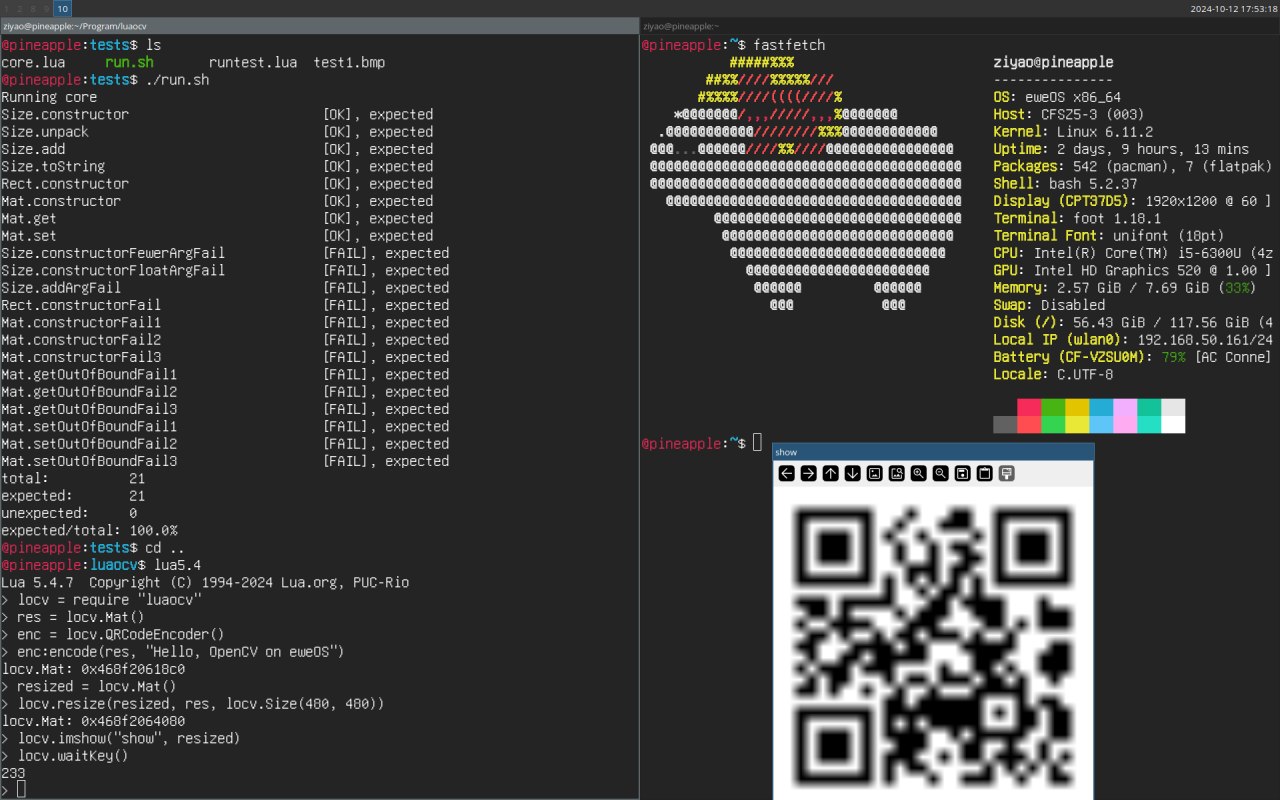 1 2 8 9 10
2024-10-12 17:53:18
ziyao@pineapple:~/Program/luaocv
@pineapple:tests$ ls
core.lua run.sh runtest.lua test1.bmp
@pineapple:tests$ ./run.sh
Running core
Size.constructor [OK], expected
Size.unpack [OK], expected
Size.add [OK], expected
Size.toString [OK], expected
Rect.constructor [OK], expected
Mat.constructor [OK], expected
Mat.get [OK], expected
Mat.set [OK], expected
Size.constructorFewerArgFail [FAIL], expected
Size.constructorFloatArgFail [FAIL], expected
Size.addArgFail [FAIL], expected
Rect.constructorFail [FAIL], expected
Mat.constructorFail1 [FAIL], expected
Mat.constructorFail2 [FAIL], expected
Mat.constructorFail3 [FAIL], expected
Mat.getOutOfBoundFail1 [FAIL], expected
Mat.getOutOfBoundFail2 [FAIL], expected
Mat.getOutOfBoundFail3 [FAIL], expected
Mat.setOutOfBoundFail1 [FAIL], expected
Mat.setOutOfBoundFail2 [FAIL], expected
Mat.setOutOfBoundFail3 [FAIL], expected
total: 21
expected: 21
unexpected: 0
expected/total: 100.0%
@pineapple:tests$ cd ..
@pineapple:luaocv$ lua5.4
Lua 5.4.7 Copyright (C) 1994-2024 Lua.org, PUC-Rio
> locv = require "luaocv"
> res = locv.Mat()
> enc = locv.QRCodeEncoder()
> enc:encode(res, "Hello, OpenCV on eweOS")
locv.Mat: 0x468f20618c0
> resized = locv.Mat()
> locv.resize(resized, res, locv.Size(480, 480))
locv.Mat: 0x468f2064080
> locv.imshow("show", resized)
> locv.waitKey()
233
>
ziyao@pineapple:~
@pineapple:~$ fastfetch
ziyao@pineapple
---------------
OS: eweOS x86_64
Host: CFSZ5-3 (003)
Kernel: Linux 6.11.2
Uptime: 2 days, 9 hours, 13 mins
Packages: 542 (pacman), 7 (flatpak)
Shell: bash 5.2.37
Display (CPT37D5): 1920x1200 @ 60 ]
Terminal: foot 1.18.1
Terminal Font: unifont (18pt)
CPU: Intel(R) Core(TM) i5-6300U (4z
GPU: Intel HD Graphics 520 @ 1.00 ]
Memory: 2.57 GiB / 7.69 GiB (33%)
Swap: Disabled
Disk (/): 56.43 GiB / 117.56 GiB (4
Local IP (wlan0): 192.168.50.161/24
Battery (CF-VZSU0M): 79% [AC Conne]
Locale: C.UTF-8
@pineapple:~$
show